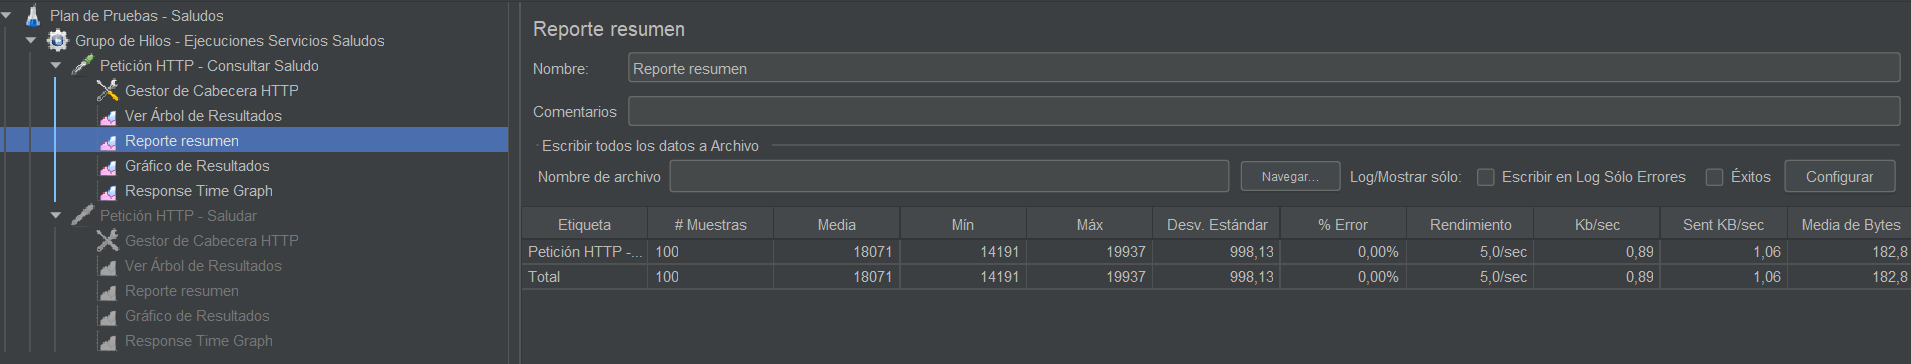 Plan de Pruebas - Saludos
Grupo de Hilos - Ejecuciones Servicios Saludos
Petición HTTP - Consultar Saludo
Gestor de Cabecera HTTP
Ver Árbol de Resultados
Reporte resumen
Gráfico de Resultados
Response Time Graph
Petición HTTP - Saludar
Gestor de Cabecera HTTP
Ver Árbol de Resultados
Reporte resumen
Gráfico de Resultados
Response Time Graph
Reporte resumen
Nombre: Reporte resumen
Comentarios
Escribir todos los datos a Archivo
Nombre de archivo Navegar... Log/Mostrar sólo: Escribir en Log Sólo Errores Éxitos Configurar
Etiqueta # Muestras Media Mín Máx Desv. Estándar % Error Rendimiento Kb/sec Sent KB/sec Media de Bytes
Petición HTTP -... 100 18071 14191 19937 998,13 0,00% 5,0/sec 0,89 1,06 182,8
Total 100 18071 14191 19937 998,13 0,00% 5,0/sec 0,89 1,06 182,8